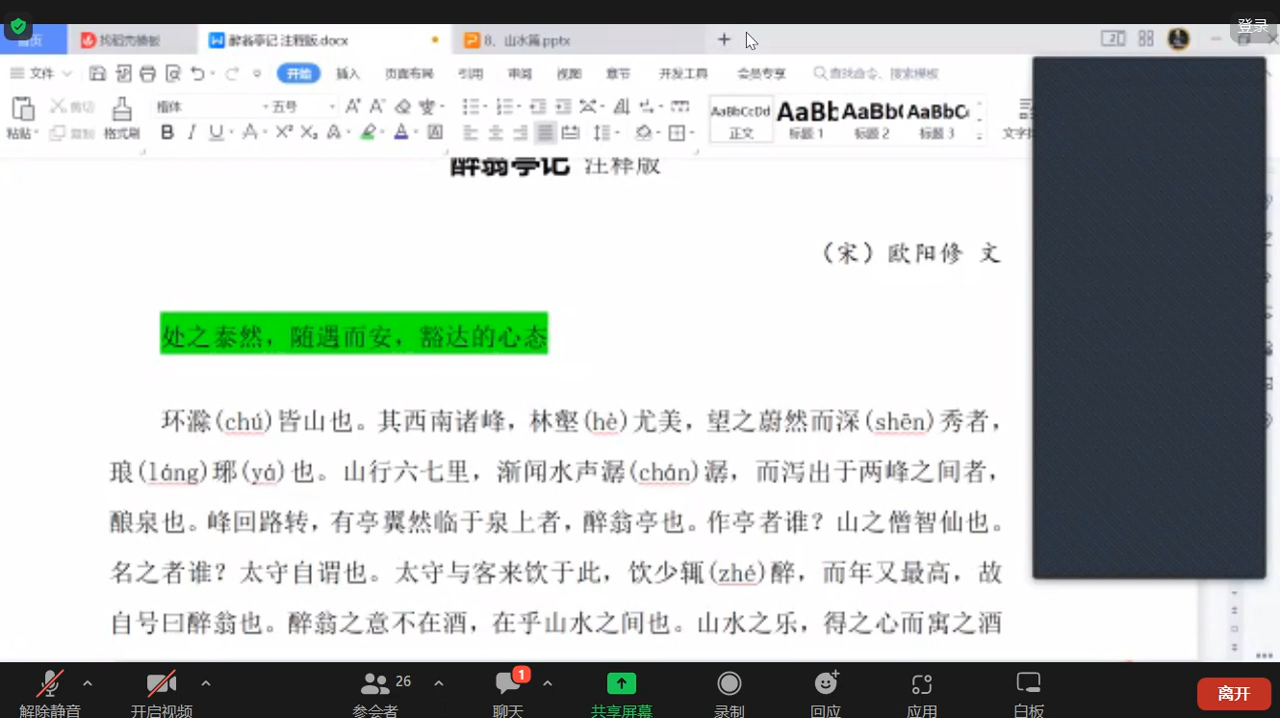 登录
首页 稻壳模板 醉翁亭记 注释版.docx 8、山水篇.pptx
文件 开始 插入 页面布局 引用 审阅 视图 章节 开发工具 会员专享 查找命令、搜索模板
剪切 楷体 五号 AaBbCcDd AaBb AaBb( AaBbC
粘贴 复制 格式刷 B I U A X² X₂ A A A 正文 标题 1 标题 2 标题 3
醉翁亭记 注释版
（宋）欧阳修 文
处之泰然，随遇而安，豁达的心态
环滁(chú)皆山也。其西南诸峰，林壑(hè)尤美，望之蔚然而深(shēn)秀者，
琅(láng)琊(yá)也。山行六七里，渐闻水声潺(chán)潺，而泻出于两峰之间者，
酿泉也。峰回路转，有亭翼然临于泉上者，醉翁亭也。作亭者谁？山之僧智仙也。
名之者谁？太守自谓也。太守与客来饮于此，饮少辄(zhé)醉，而年又最高，故
自号曰醉翁也。醉翁之意不在酒，在乎山水之间也。山水之乐，得之心而寓之酒
26 1
解除静音 开启视频 参会者 聊天 共享屏幕 录制 回应 应用 白板 离开